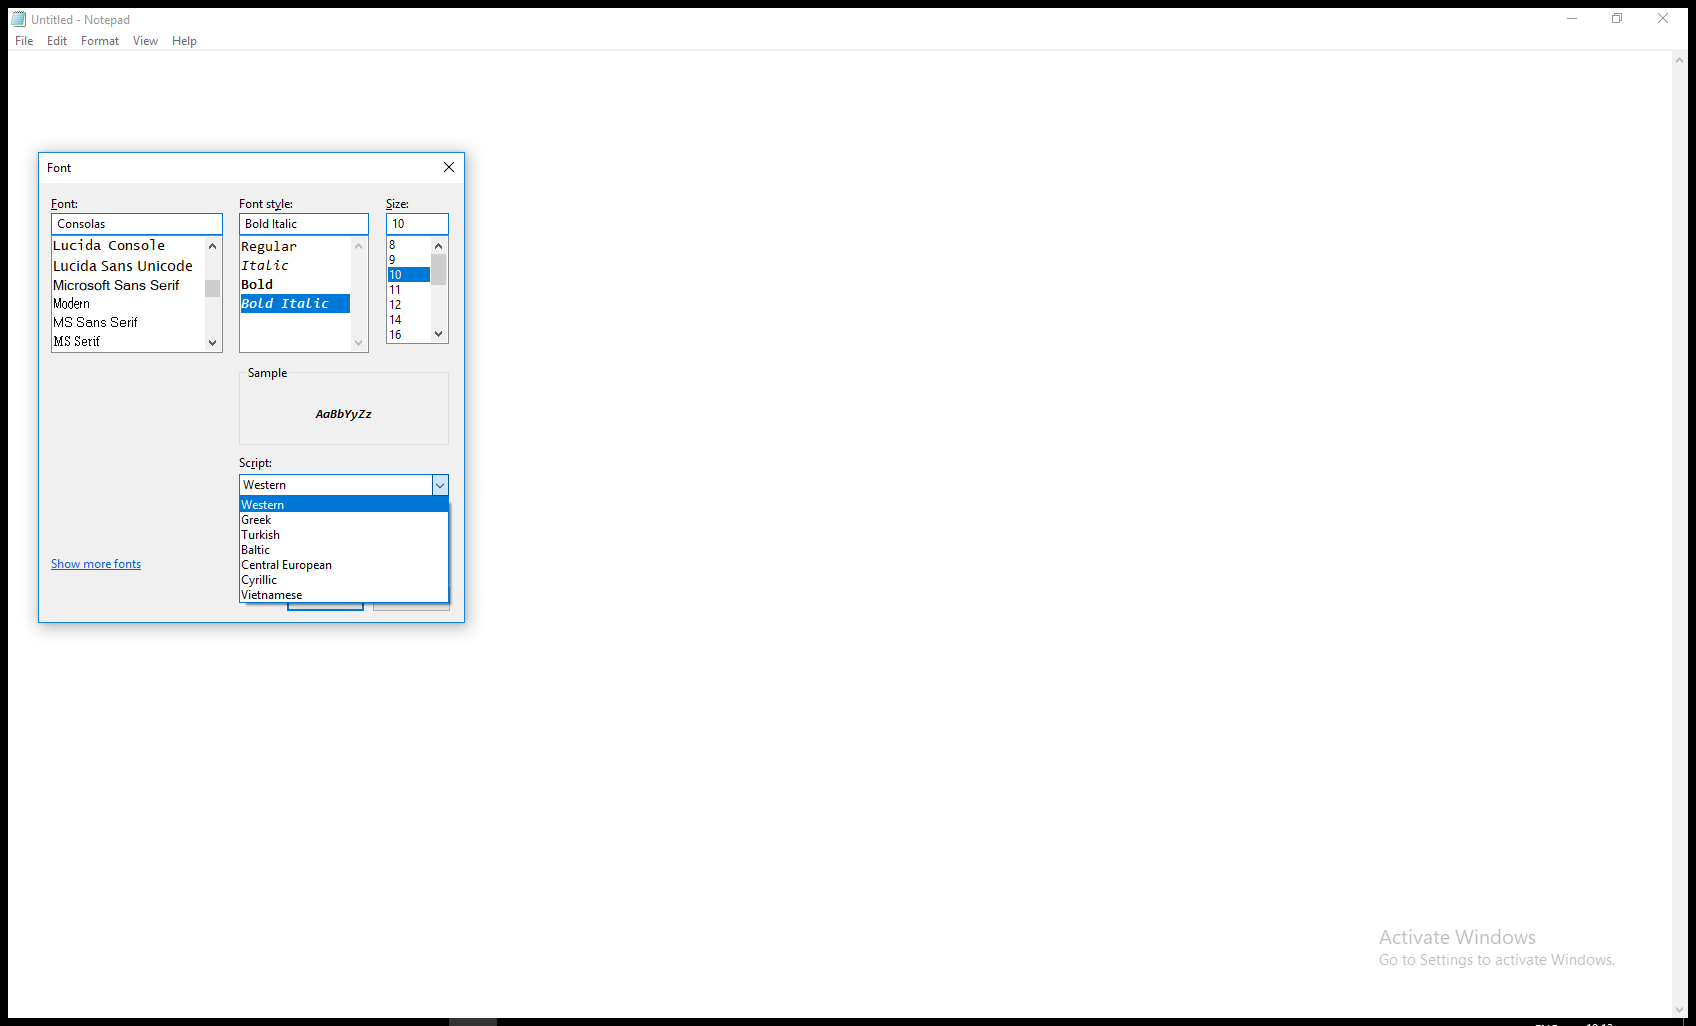 Untitled - Notepad
File Edit Format View Help
Font
Font: Font style: Size:
Consolas Bold Italic 10
Lucida Console
Lucida Sans Unicode
Microsoft Sans Serif
Modern
MS Sans Serif
MS Serif
Regular
Italic
Bold
Bold Italic
8
9
10
11
12
14
16
Sample
AaBbYyZz
Script:
Western
Western
Greek
Turkish
Baltic
Central European
Cyrillic
Vietnamese
Show more fonts
Activate Windows
Go to Settings to activate Windows.